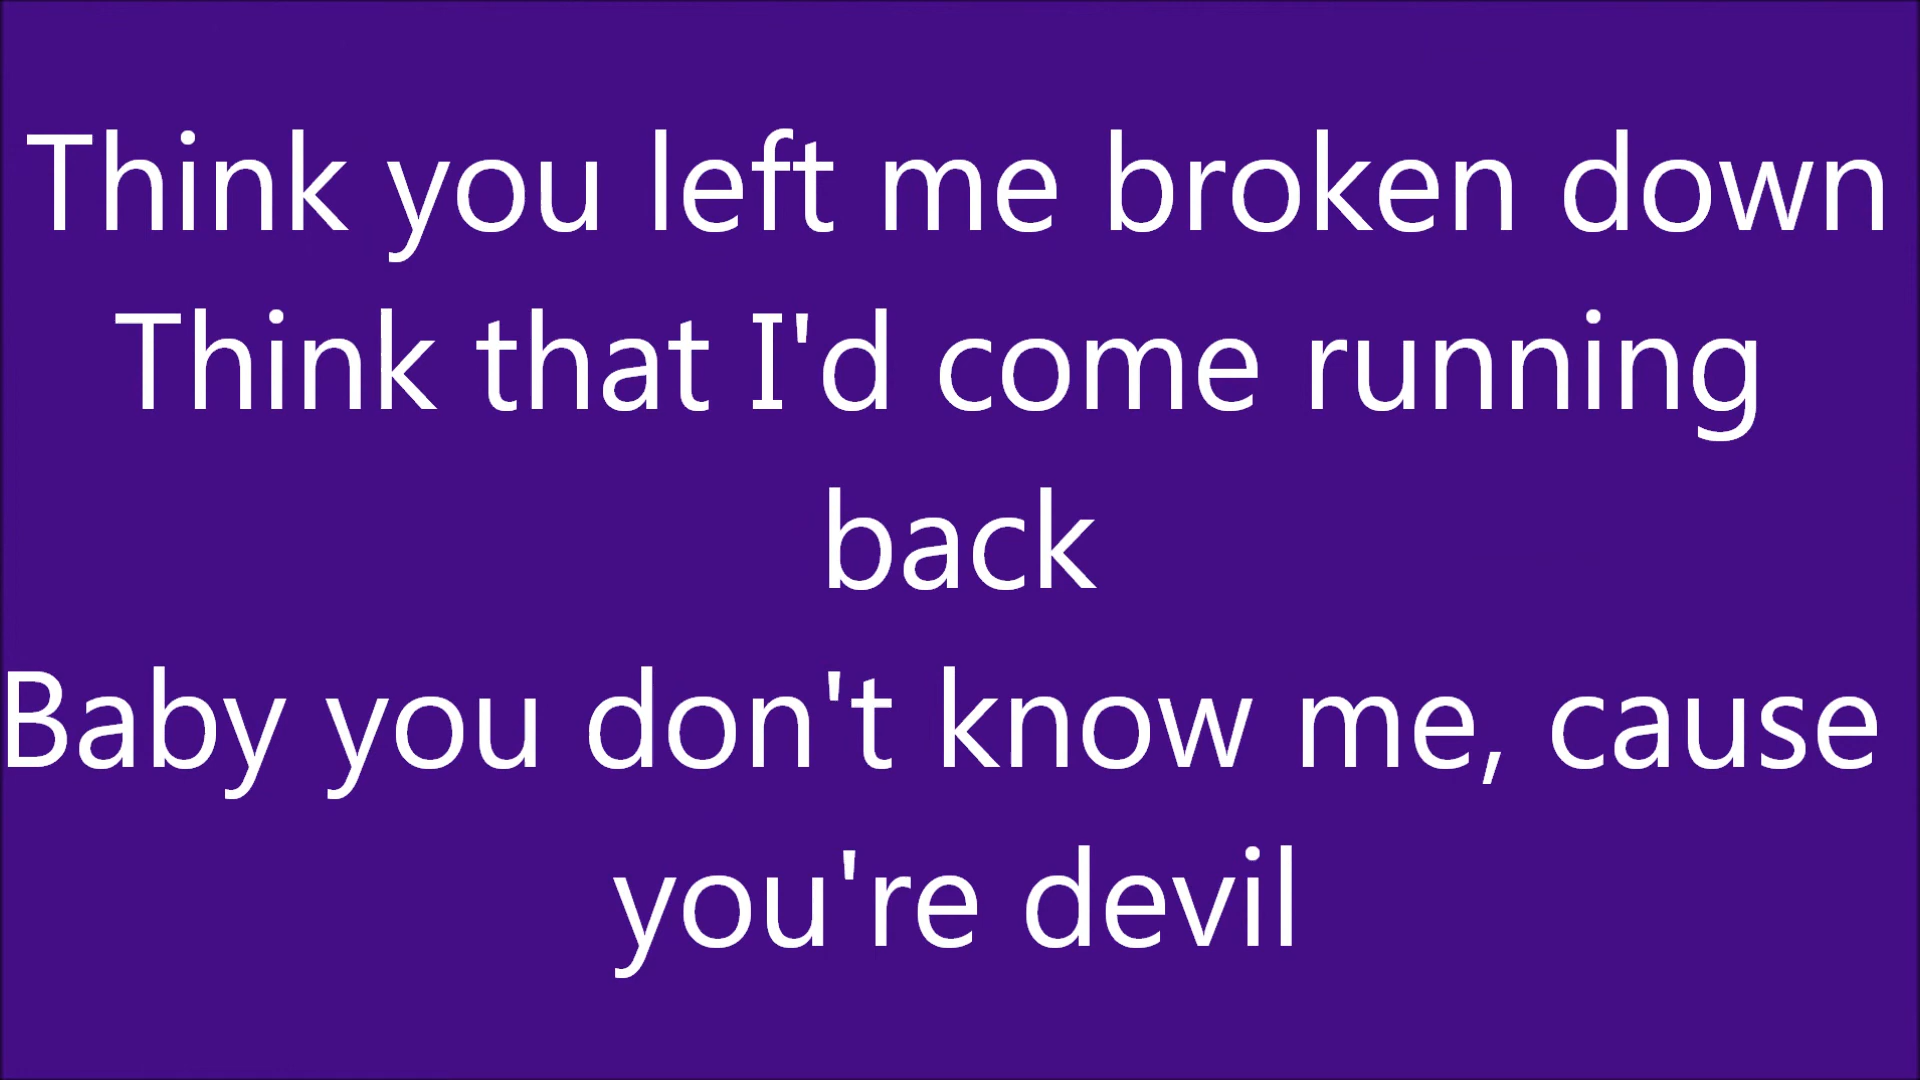 Think you left me broken down
Think that I'd come running
back
Baby you don't know me, cause
you're devil